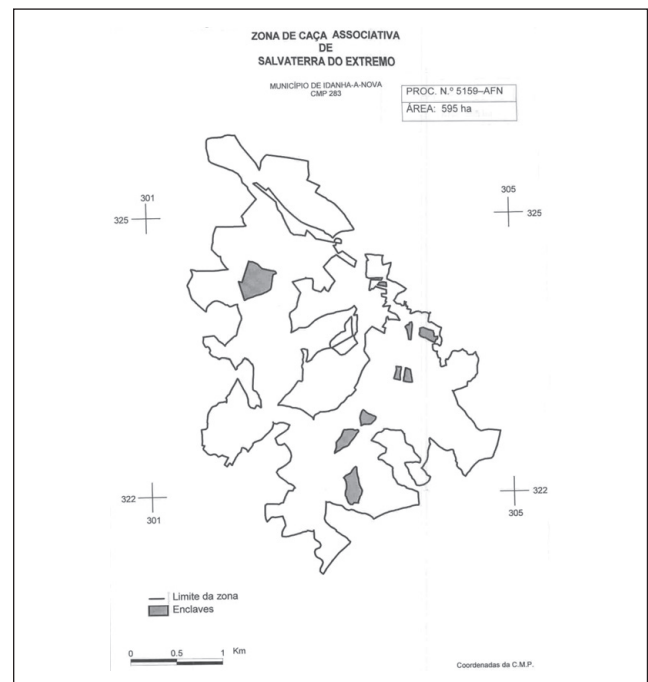 ZONA DE CAÇA ASSOCIATIVA
DE
SALVATERRA DO EXTREMO
MUNICÍPIO DE IDANHA-A-NOVA
CMP 283
PROC. N.º 5159–AFN
ÁREA: 595 ha
301
325
305
325
322
301
322
305
Limite da zona
Enclaves
0 0.5 1 Km
Coordenadas da C.M.P.